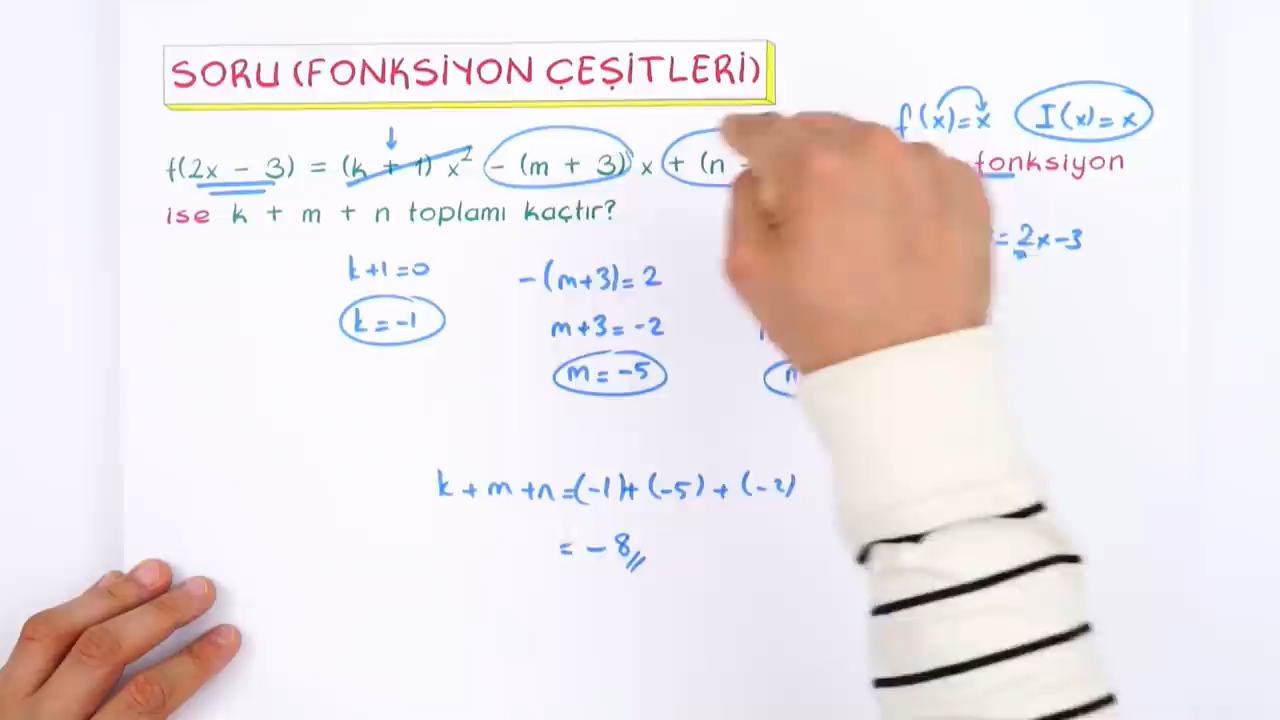 SORU (FONKSİYON ÇEŞİTLERİ)
f(x)=x I(x)=x
f(2x - 3) = (k + 1) x² - (m + 3) x + (n fonksiyon
ise k + m + n toplamı kaçtır?
= 2x-3
k+1=0 -(m+3)=2
k=-1 m+3=-2
m=-5
k+m+n=(-1)+(-5)+(-2)
= -8//